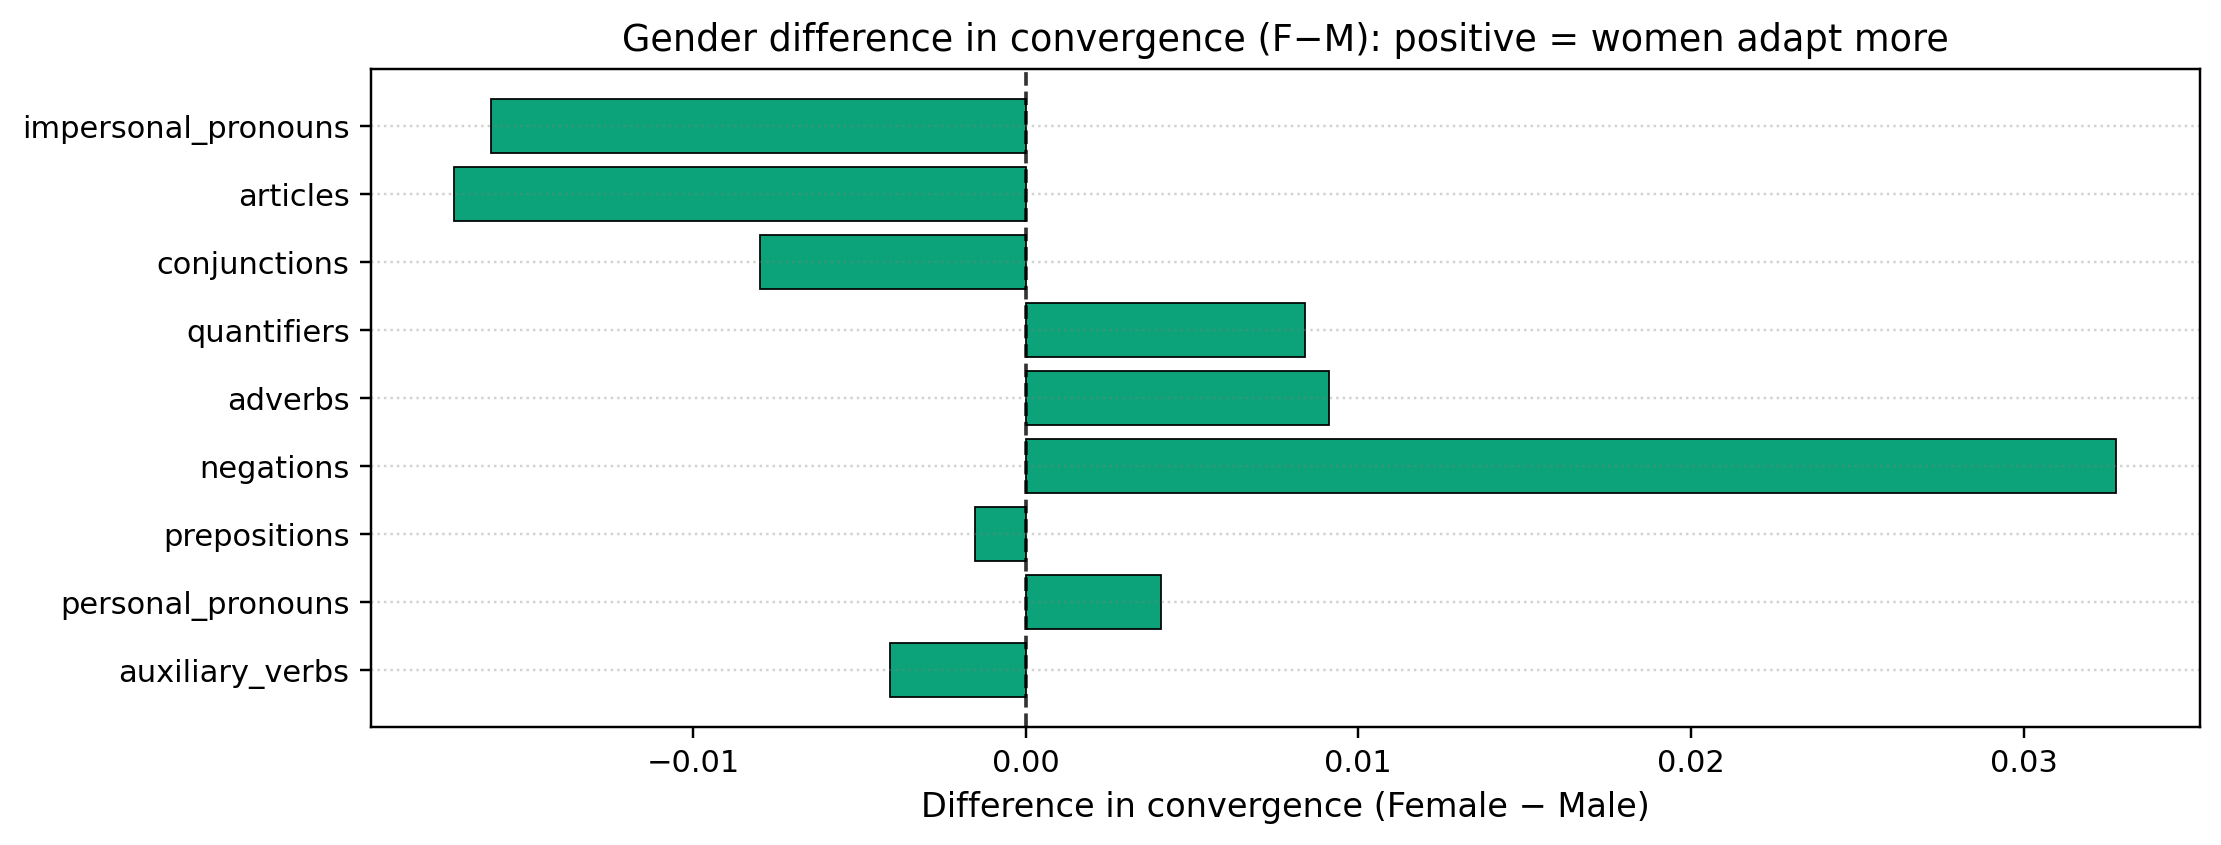 Gender difference in convergence (F−M): positive = women adapt more
impersonal_pronouns
articles
conjunctions
quantifiers
adverbs
negations
prepositions
personal_pronouns
auxiliary_verbs
−0.01 0.00 0.01 0.02 0.03
Difference in convergence (Female − Male)